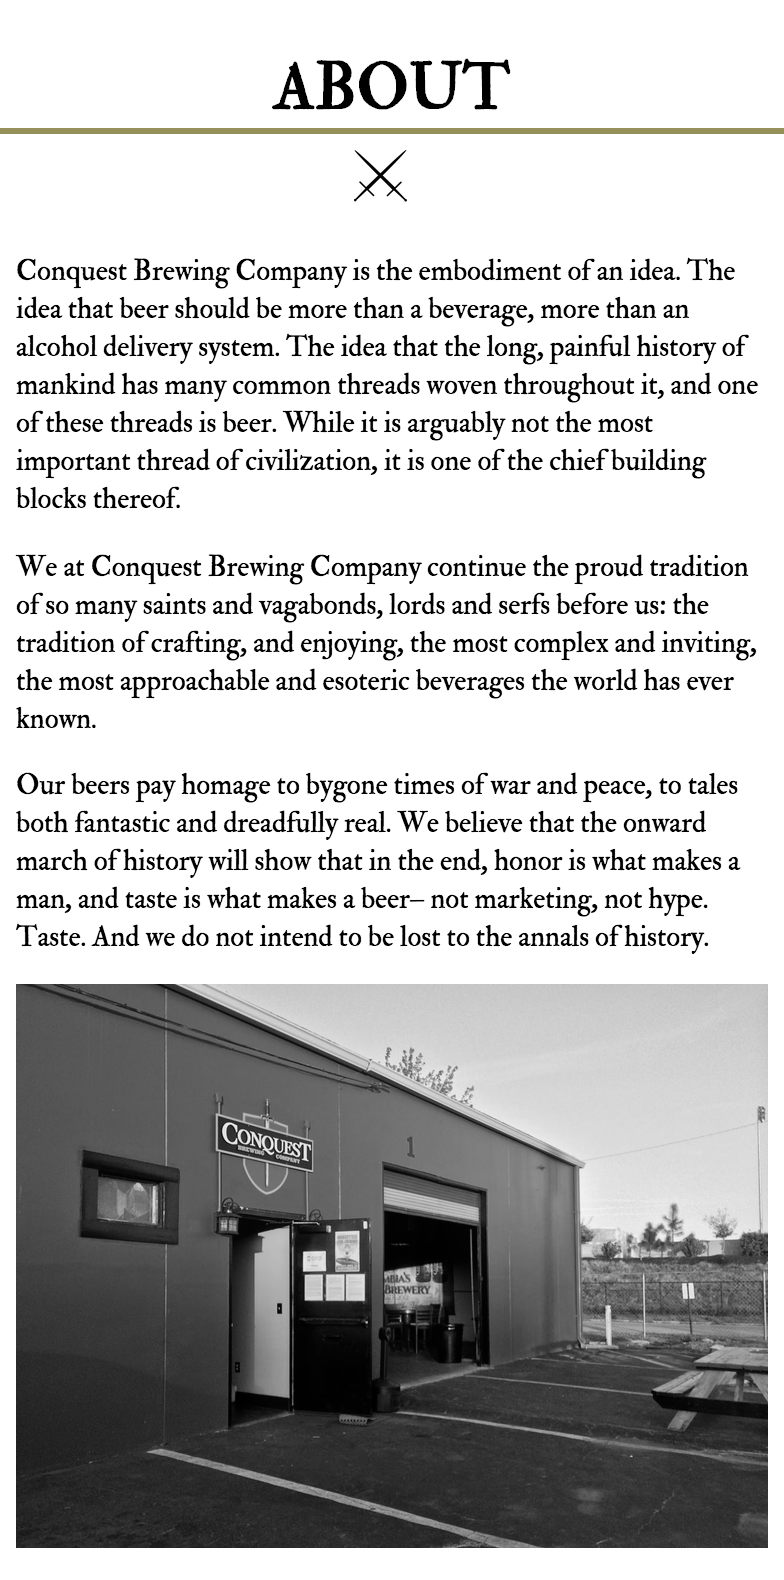 ABOUT
Conquest Brewing Company is the embodiment of an idea. The
idea that beer should be more than a beverage, more than an
alcohol delivery system. The idea that the long, painful history of
mankind has many common threads woven throughout it, and one
of these threads is beer. While it is arguably not the most
important thread of civilization, it is one of the chief building
blocks thereof.
We at Conquest Brewing Company continue the proud tradition
of so many saints and vagabonds, lords and serfs before us: the
tradition of crafting, and enjoying, the most complex and inviting,
the most approachable and esoteric beverages the world has ever
known.
Our beers pay homage to bygone times of war and peace, to tales
both fantastic and dreadfully real. We believe that the onward
march of history will show that in the end, honor is what makes a
man, and taste is what makes a beer– not marketing, not hype.
Taste. And we do not intend to be lost to the annals of history.
CONQUEST
BREWING COMPANY
1
MBIA'S
BREWERY